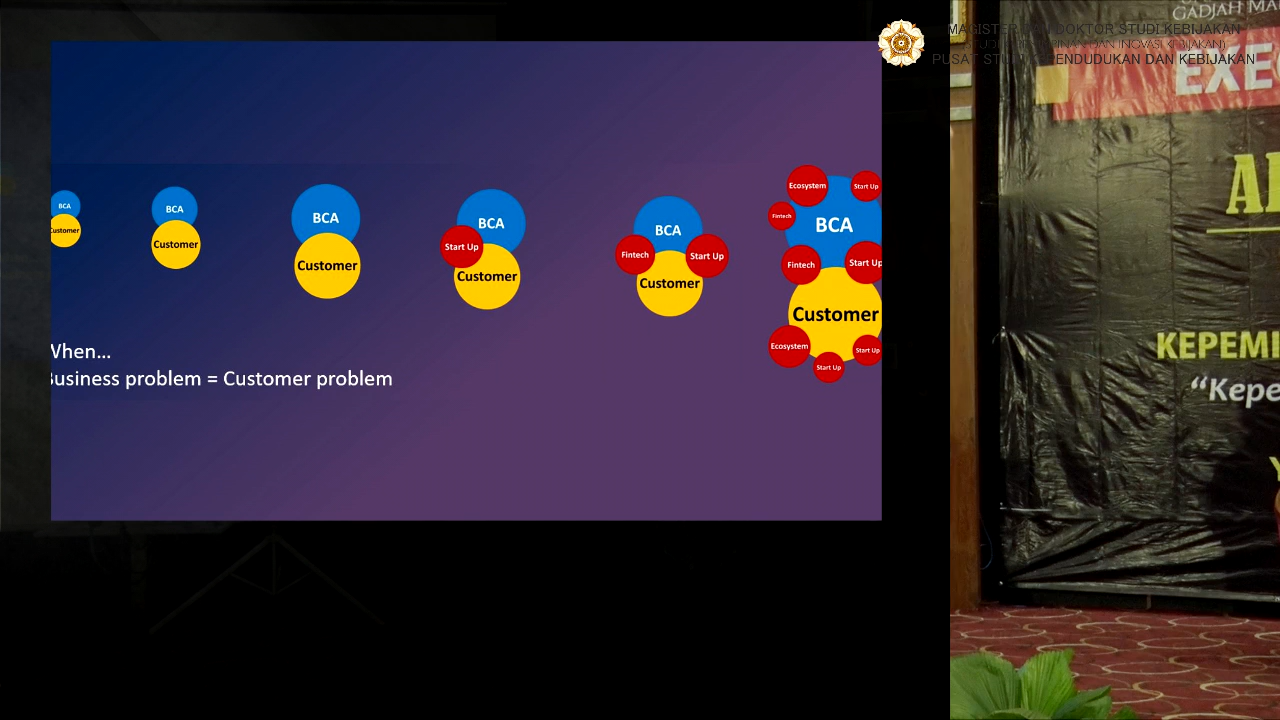 BCA
Customer
BCA
Customer
BCA
Customer
BCA
Start Up
Customer
BCA
Fintech
Start Up
Customer
Ecosystem
Start Up
Fintech
BCA
Fintech
Start Up
Customer
Ecosystem
Start Up
Start Up
When...
Business problem = Customer problem
MAGISTER DAN DOKTOR STUDI KEBIJAKAN
PUSAT STUDI KEPENDUDUKAN DAN KEBIJAKAN
GADJAH MA
EXE
KEPEMI
“Kepe